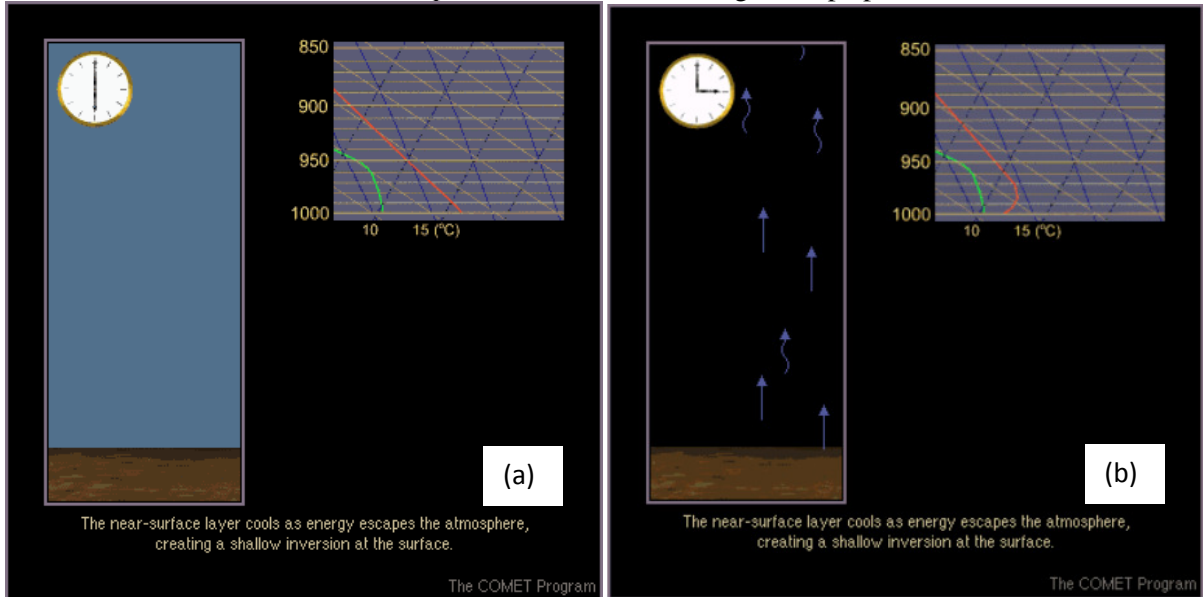 850
900
950
1000
10
15 (°C)
(a)
The near-surface layer cools as energy escapes the atmosphere,
creating a shallow inversion at the surface.
The COMET Program
850
900
950
1000
10
15 (°C)
(b)
The near-surface layer cools as energy escapes the atmosphere,
creating a shallow inversion at the surface.
The COMET Program